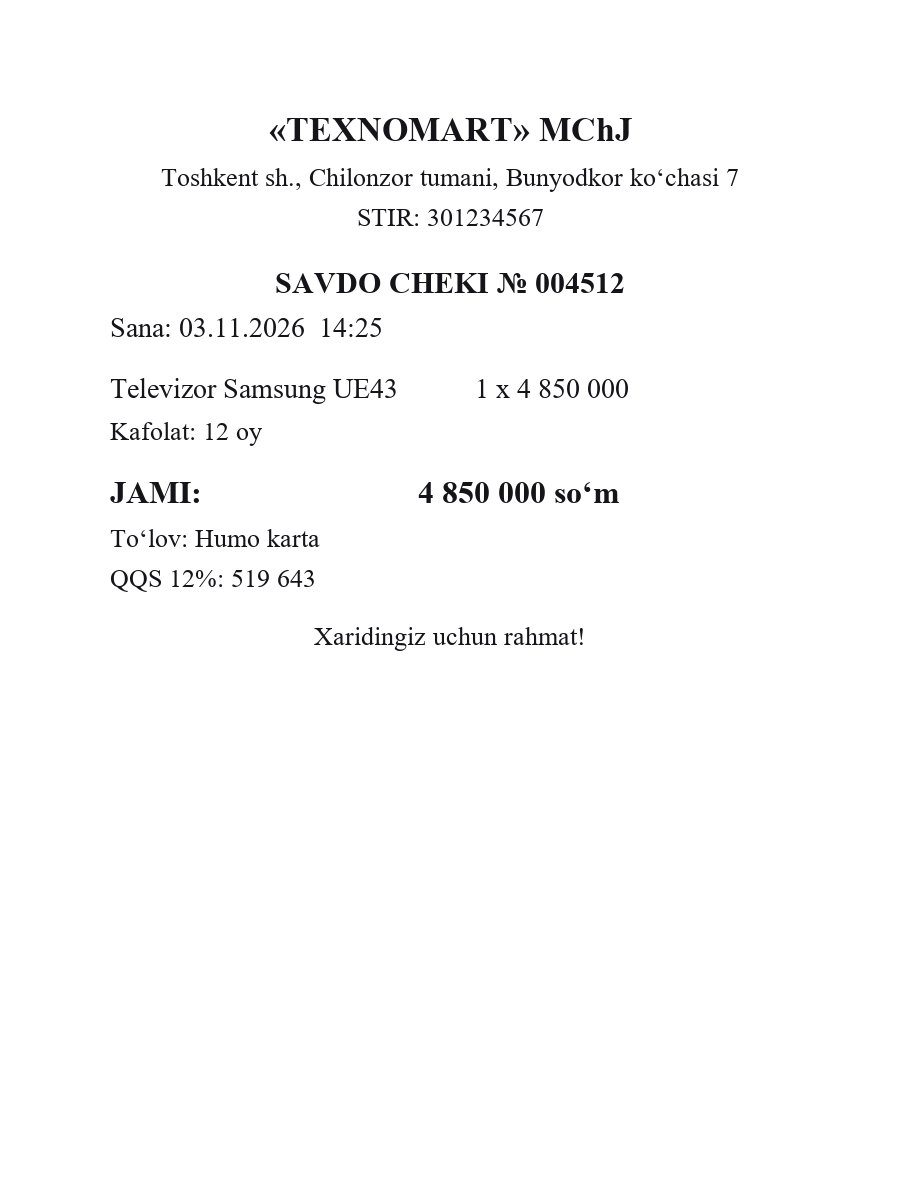 «TEXNOMART» MChJ
Toshkent sh., Chilonzor tumani, Bunyodkor ko‘chasi 7
STIR: 301234567
SAVDO CHEKI № 004512
Sana: 03.11.2026  14:25
Televizor Samsung UE43 1 x 4 850 000
Kafolat: 12 oy
JAMI: 4 850 000 so‘m
To‘lov: Humo karta
QQS 12%: 519 643
Xaridingiz uchun rahmat!